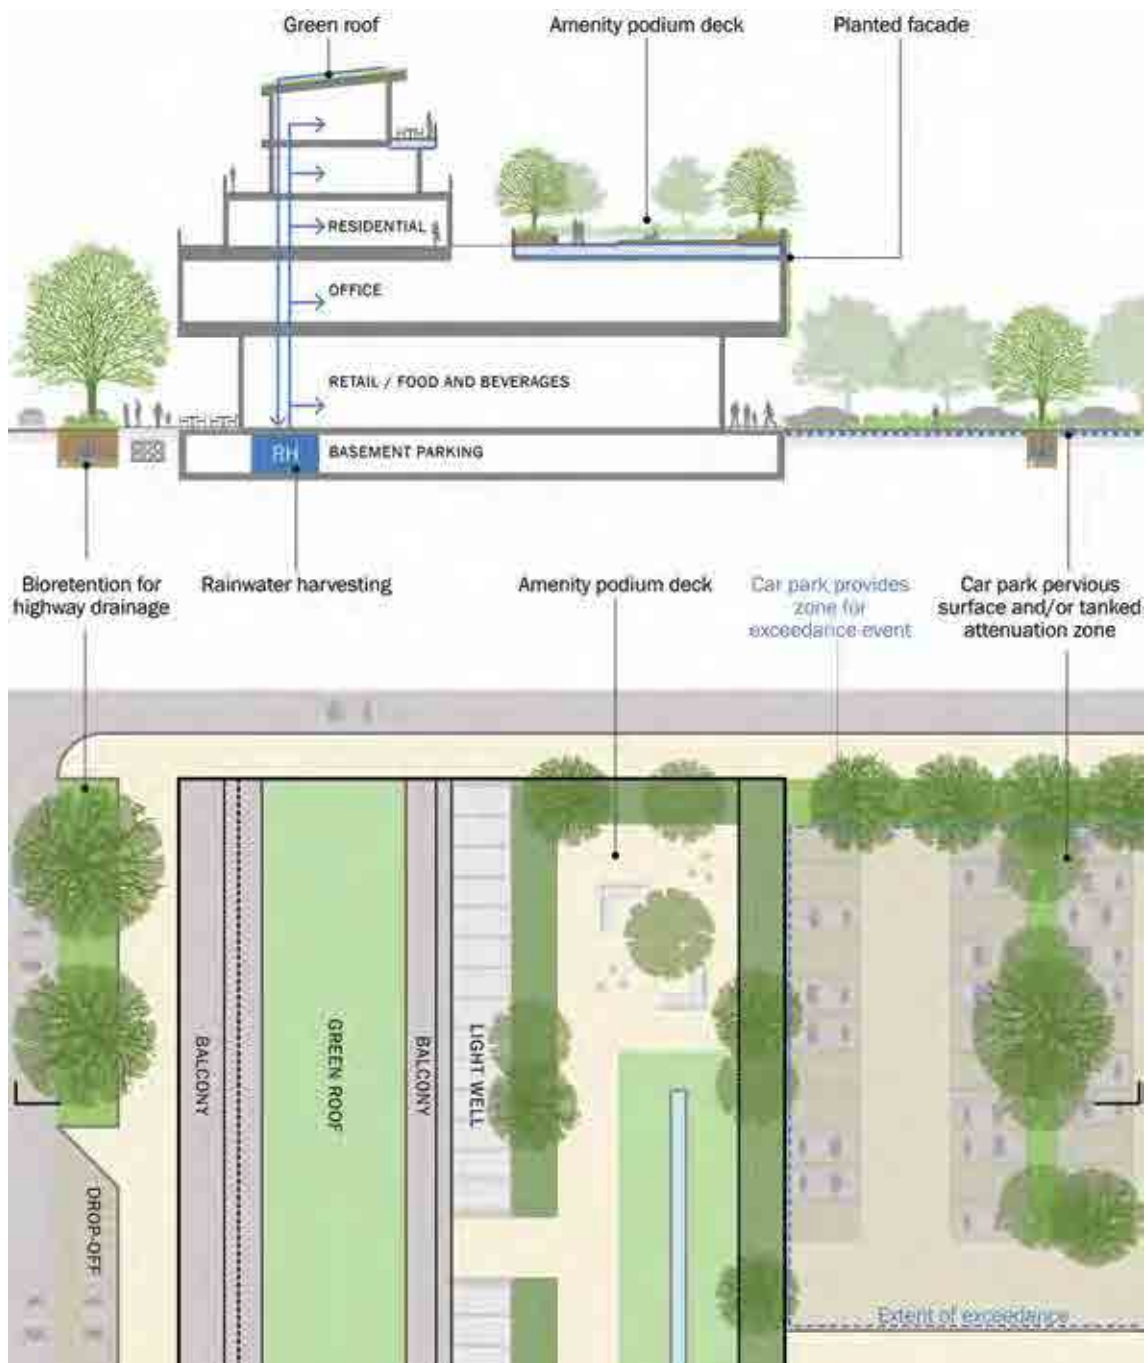 Green roof
Amenity podium deck
Planted facade
RESIDENTIAL
OFFICE
RETAIL / FOOD AND BEVERAGES
RH
BASEMENT PARKING
Bioretention for
highway drainage
Rainwater harvesting
Amenity podium deck
Car park provides
zone for
exceedance event
Car park pervious
surface and/or tanked
attenuation zone
BALCONY
GREEN ROOF
BALCONY
LIGHT WELL
DROP-OFF
Extent of exceedance